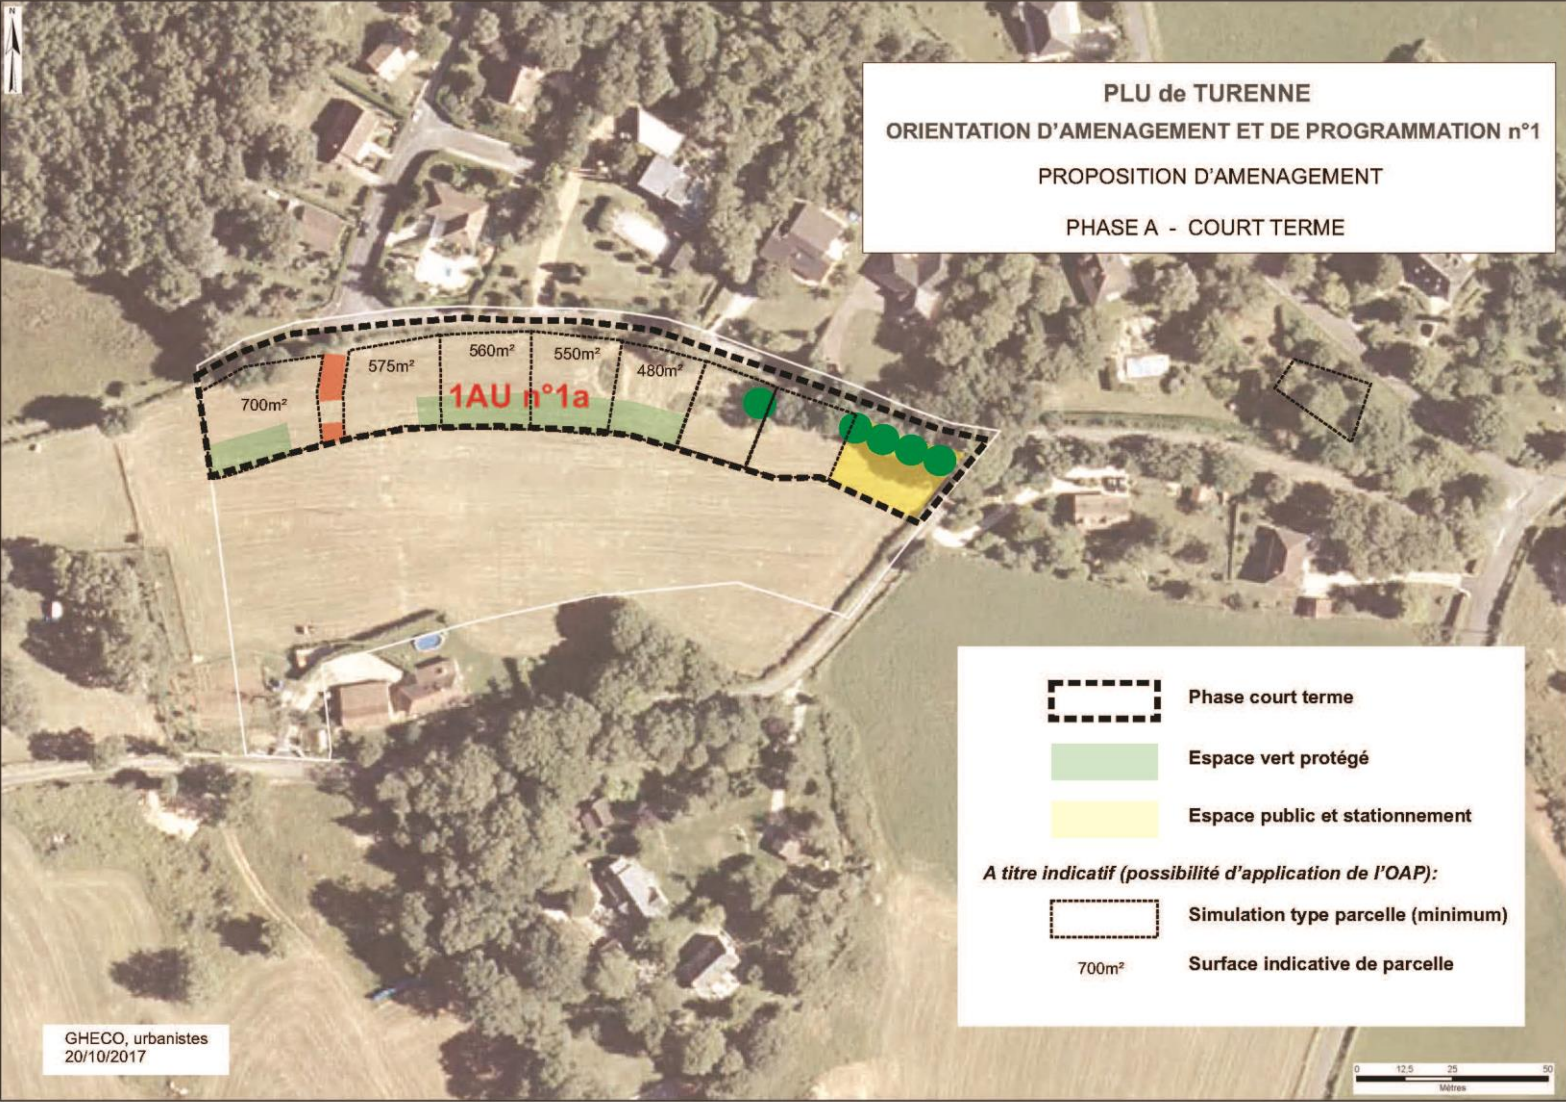 N
PLU de TURENNE
ORIENTATION D'AMENAGEMENT ET DE PROGRAMMATION n°1
PROPOSITION D'AMENAGEMENT
PHASE A - COURT TERME
700m²
575m²
560m²
550m²
480m²
1AU n°1a
Phase court terme
Espace vert protégé
Espace public et stationnement
A titre indicatif (possibilité d'application de l'OAP):
Simulation type parcelle (minimum)
700m²
Surface indicative de parcelle
GHECO, urbanistes
20/10/2017
0 12,5 25 50
Mètres